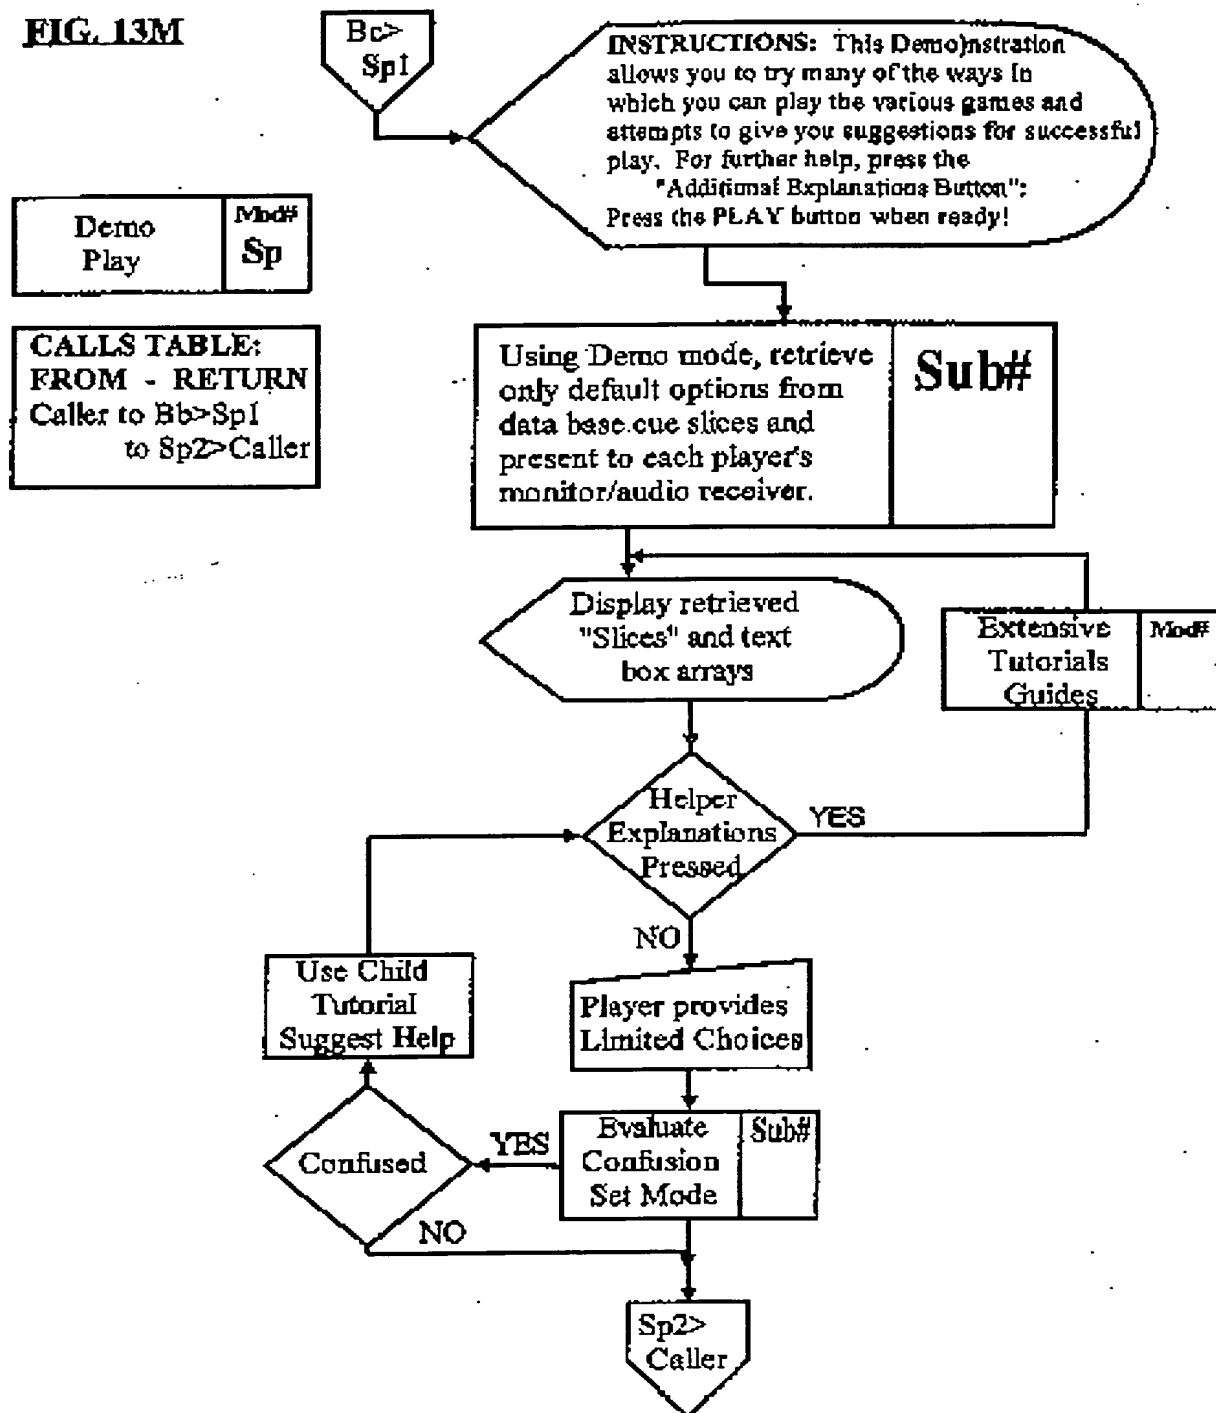 FIG. 13M
Bc>
Sp1
INSTRUCTIONS: This Demo)nstration
allows you to try many of the ways in
which you can play the various games and
attempts to give you suggestions for successful
play. For further help, press the
"Additional Explanations Button":
Press the PLAY button when ready!
Demo
Play
Mod#
Sp
CALLS TABLE:
FROM - RETURN
Caller to Bb>Sp1
to Sp2>Caller
Using Demo mode, retrieve
only default options from
data base.cue slices and
present to each player's
monitor/audio receiver.
Sub#
Display retrieved
"Slices" and text
box arrays
Extensive
Tutorials
Guides
Mod#
Helper
Explanations
Pressed
YES
NO
Use Child
Tutorial
Suggest Help
Player provides
Limited Choices
Confused
YES
Evaluate
Confusion
Set Mode
Sub#
NO
Sp2>
Caller